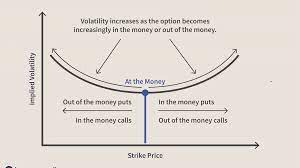 Volatility increases as the option becomes
increasingly in the money or out of the money.
Implied Volatility
At the Money
Out of the money puts
In the money puts
In the money calls
Out of the money calls
Strike Price